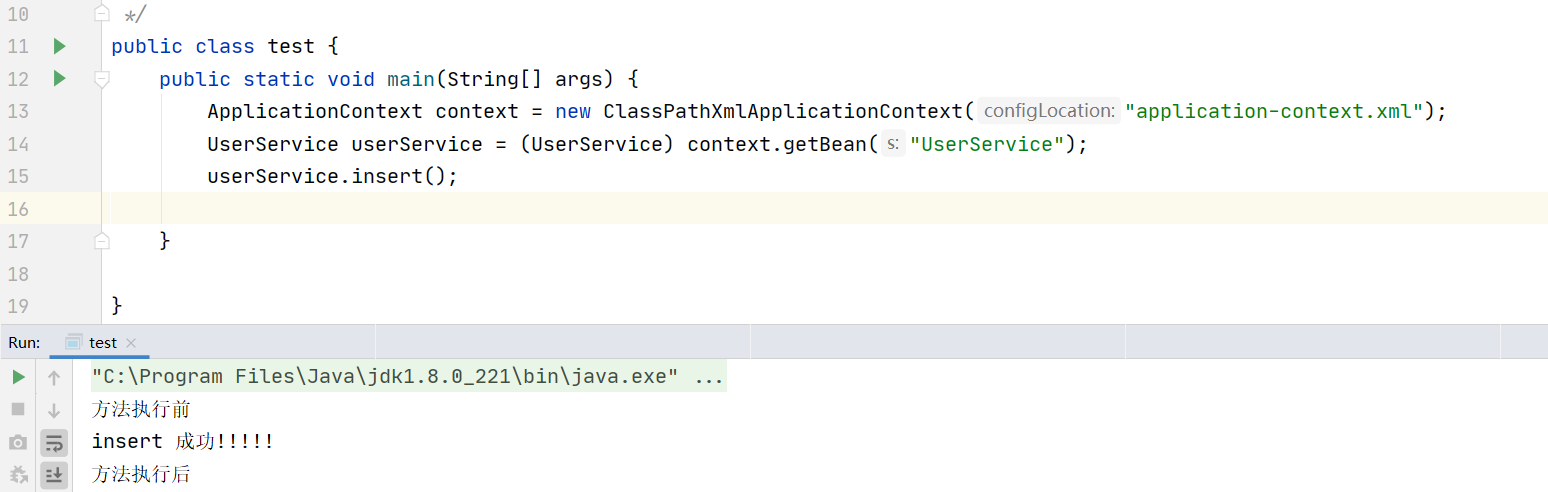 10 */
11 public class test {
12 public static void main(String[] args) {
13 ApplicationContext context = new ClassPathXmlApplicationContext( configLocation: "application-context.xml");
14 UserService userService = (UserService) context.getBean( s: "UserService");
15 userService.insert();
16
17 }
18
19 }
Run: test ×
"C:\Program Files\Java\jdk1.8.0_221\bin\java.exe" ...
方法执行前
insert 成功!!!!!
方法执行后